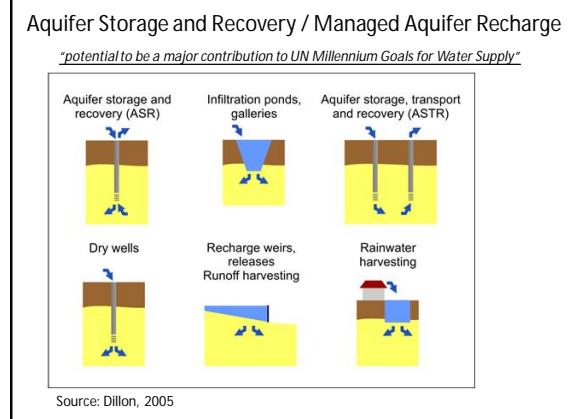 Aquifer Storage and Recovery / Managed Aquifer Recharge
“potential to be a major contribution to UN Millennium Goals for Water Supply”
Aquifer storage and
recovery (ASR)
Infiltration ponds,
galleries
Aquifer storage, transport
and recovery (ASTR)
Dry wells
Recharge weirs,
releases
Runoff harvesting
Rainwater
harvesting
Source: Dillon, 2005